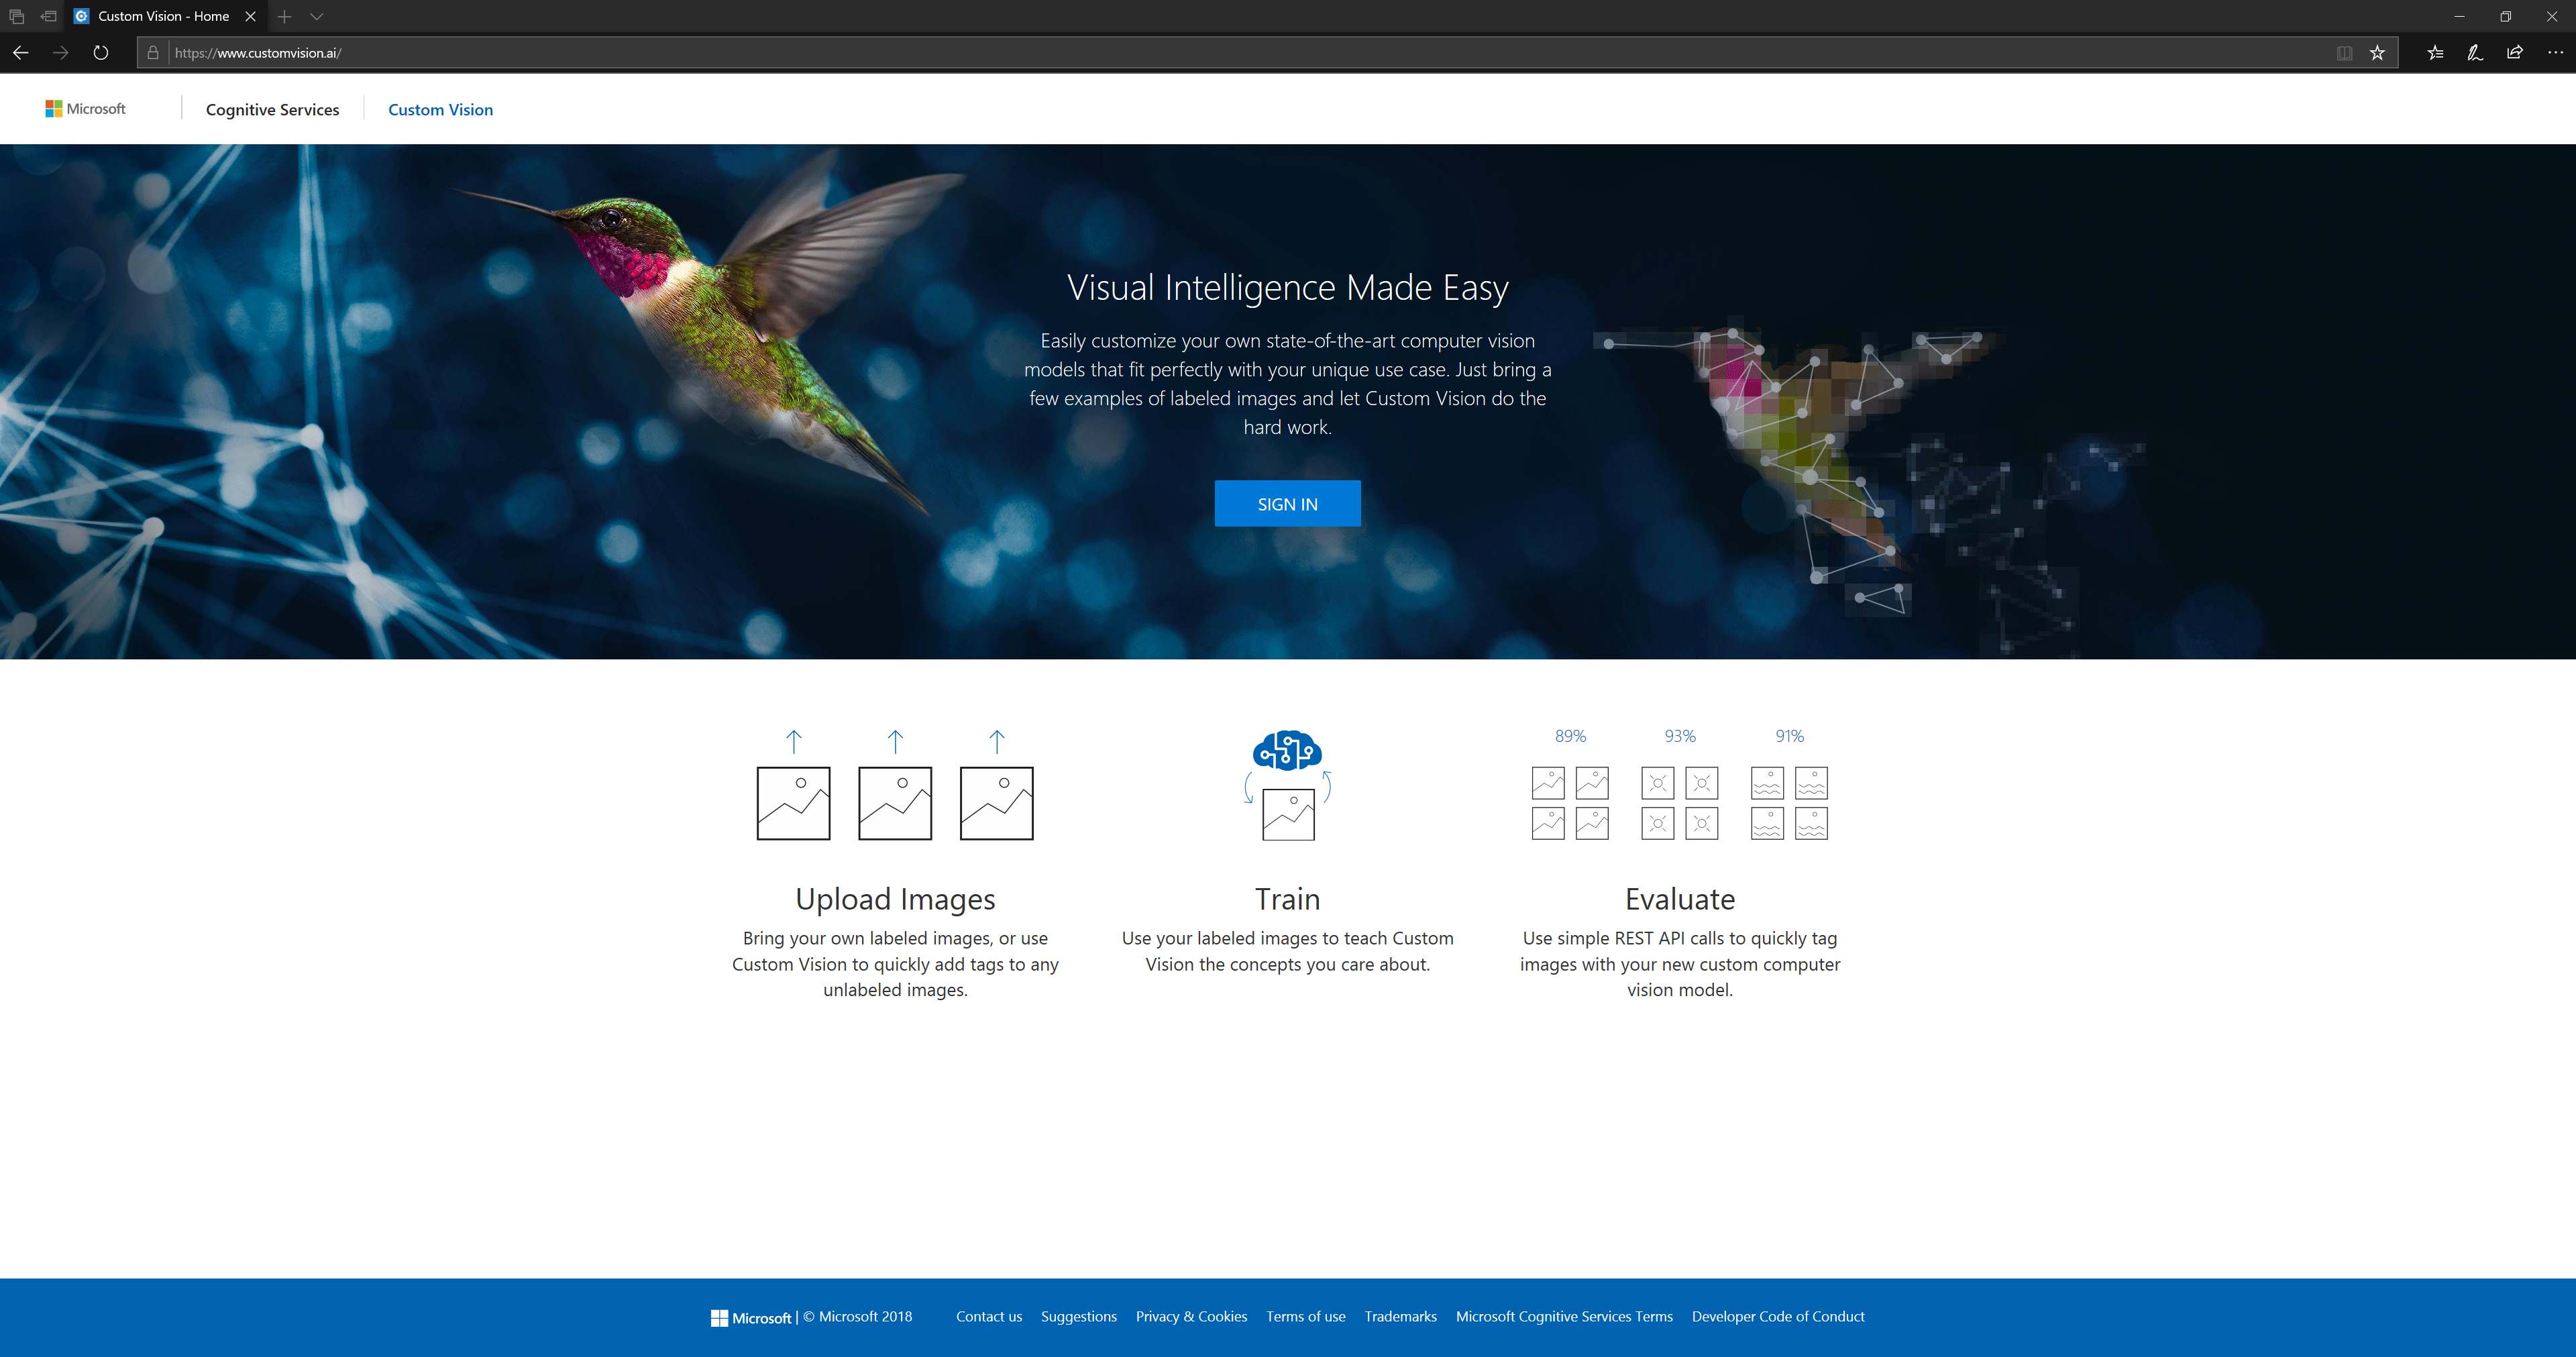 Custom Vision - Home
https://www.customvision.ai/
Microsoft
Cognitive Services
Custom Vision
Visual Intelligence Made Easy
Easily customize your own state-of-the-art computer vision
models that fit perfectly with your unique use case. Just bring a
few examples of labeled images and let Custom Vision do the
hard work.
SIGN IN
89%
93%
91%
Upload Images
Bring your own labeled images, or use
Custom Vision to quickly add tags to any
unlabeled images.
Train
Use your labeled images to teach Custom
Vision the concepts you care about.
Evaluate
Use simple REST API calls to quickly tag
images with your new custom computer
vision model.
Microsoft | © Microsoft 2018
Contact us
Suggestions
Privacy & Cookies
Terms of use
Trademarks
Microsoft Cognitive Services Terms
Developer Code of Conduct